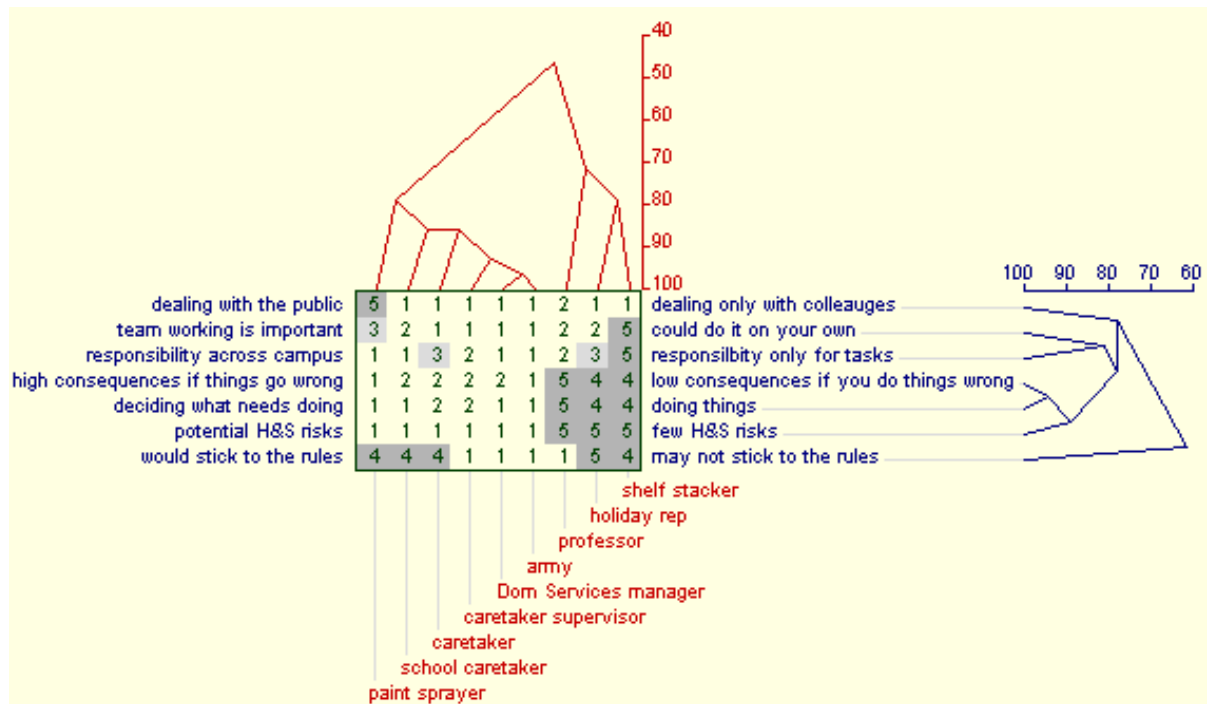 40
50
60
70
80
90
100
100 90 80 70 60
dealing with the public 5 1 1 1 1 1 2 1 1 dealing only with colleauges
team working is important 3 2 1 1 1 1 2 2 5 could do it on your own
responsibility across campus 1 1 3 2 1 1 2 3 5 responsilbity only for tasks
high consequences if things go wrong 1 2 2 2 2 1 5 4 4 low consequences if you do things wrong
deciding what needs doing 1 1 2 2 1 1 5 4 4 doing things
potential H&S risks 1 1 1 1 1 1 5 5 5 few H&S risks
would stick to the rules 4 4 4 1 1 1 1 5 4 may not stick to the rules
shelf stacker
holiday rep
professor
army
Dom Services manager
caretaker supervisor
caretaker
school caretaker
paint sprayer